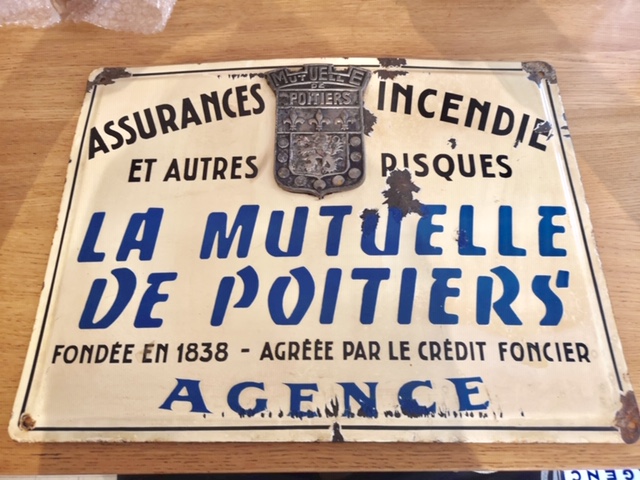 MUTUELLE
DE
POITIERS
ASSURANCES INCENDIE
ET AUTRES RISQUES
LA MUTUELLE
DE POITIERS
FONDÉE EN 1838 - AGRÉÉE PAR LE CRÉDIT FONCIER
AGENCE
GENC